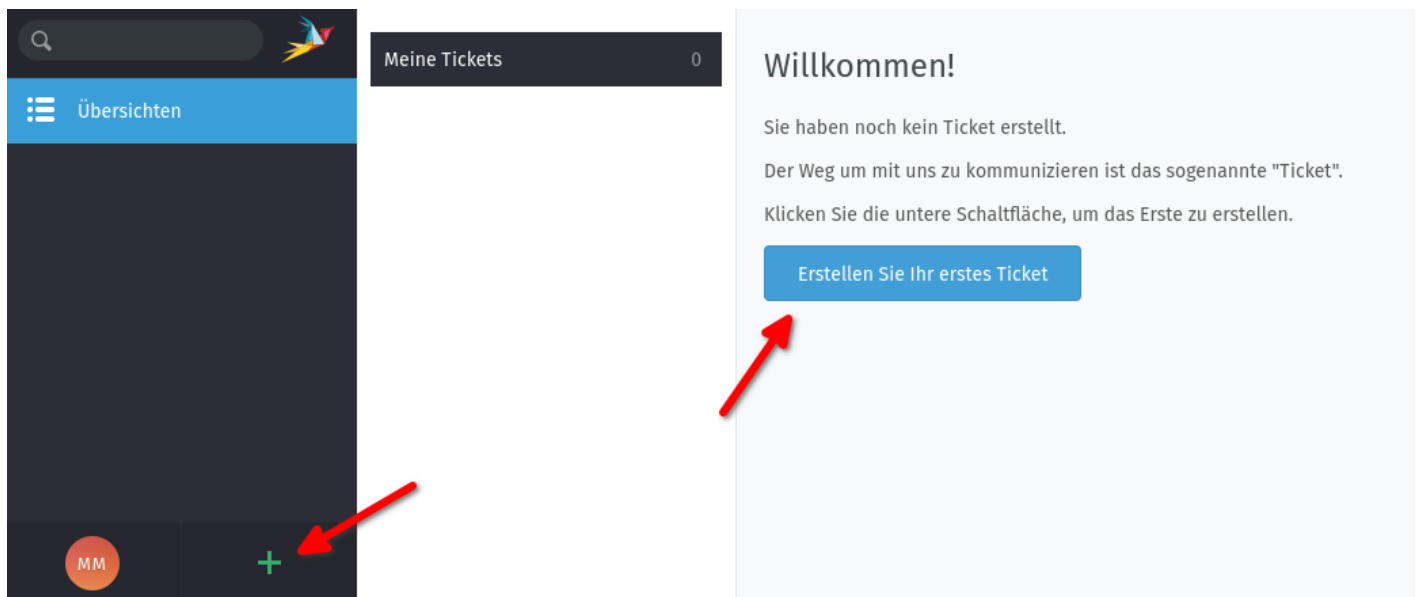 Übersichten
MM
Meine Tickets 0
Willkommen!
Sie haben noch kein Ticket erstellt.
Der Weg um mit uns zu kommunizieren ist das sogenannte "Ticket".
Klicken Sie die untere Schaltfläche, um das Erste zu erstellen.
Erstellen Sie Ihr erstes Ticket